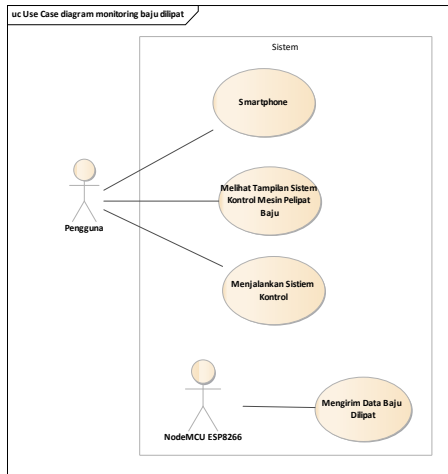 uc Use Case diagram monitoring baju dilipat
Sistem
Smartphone
Pengguna
Melihat Tampilan Sistem
Kontrol Mesin Pelipat
Baju
Menjalankan Sistiem
Kontrol
NodeMCU ESP8266
Mengirim Data Baju
Dilipat